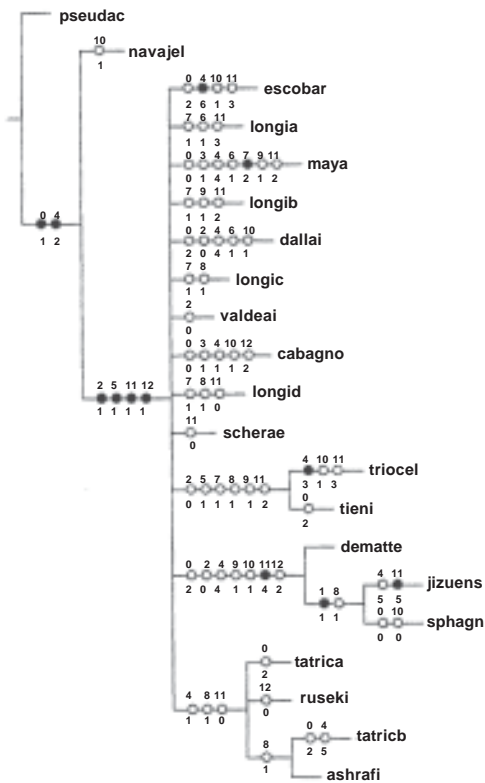 pseudac
10
navajel
1
0 4 10 11
escobar
2 6 1 3
7 6 11
longia
1 1 3
0 3 4 6 7 9 11
maya
0 1 4 1 2 1 2
7 9 11
longib
1 1 2
0 4
1 2
0 2 4 6 10
dallai
2 0 4 1 1
7 8
longic
1 1
2
valdeai
0
0 3 4 10 12
cabagno
0 1 1 1 2
2 5 11 12
1 1 1 1
7 8 11
longid
1 1 0
11
scherae
0
4 10 11
triocel
3 1 3
2 5 7 8 9 11
0 1 1 1 1 2
0
tieni
2
dematte
0 2 4 9 10 11 12
2 0 4 1 1 4 2
4 11
jizuens
5 5
1 8
1 1
sphagn
0 10
0 0
0
tatrica
2
12
ruseki
0
4 8 11
1 1 0
0 4
tatricb
2 5
8
1
ashrafi